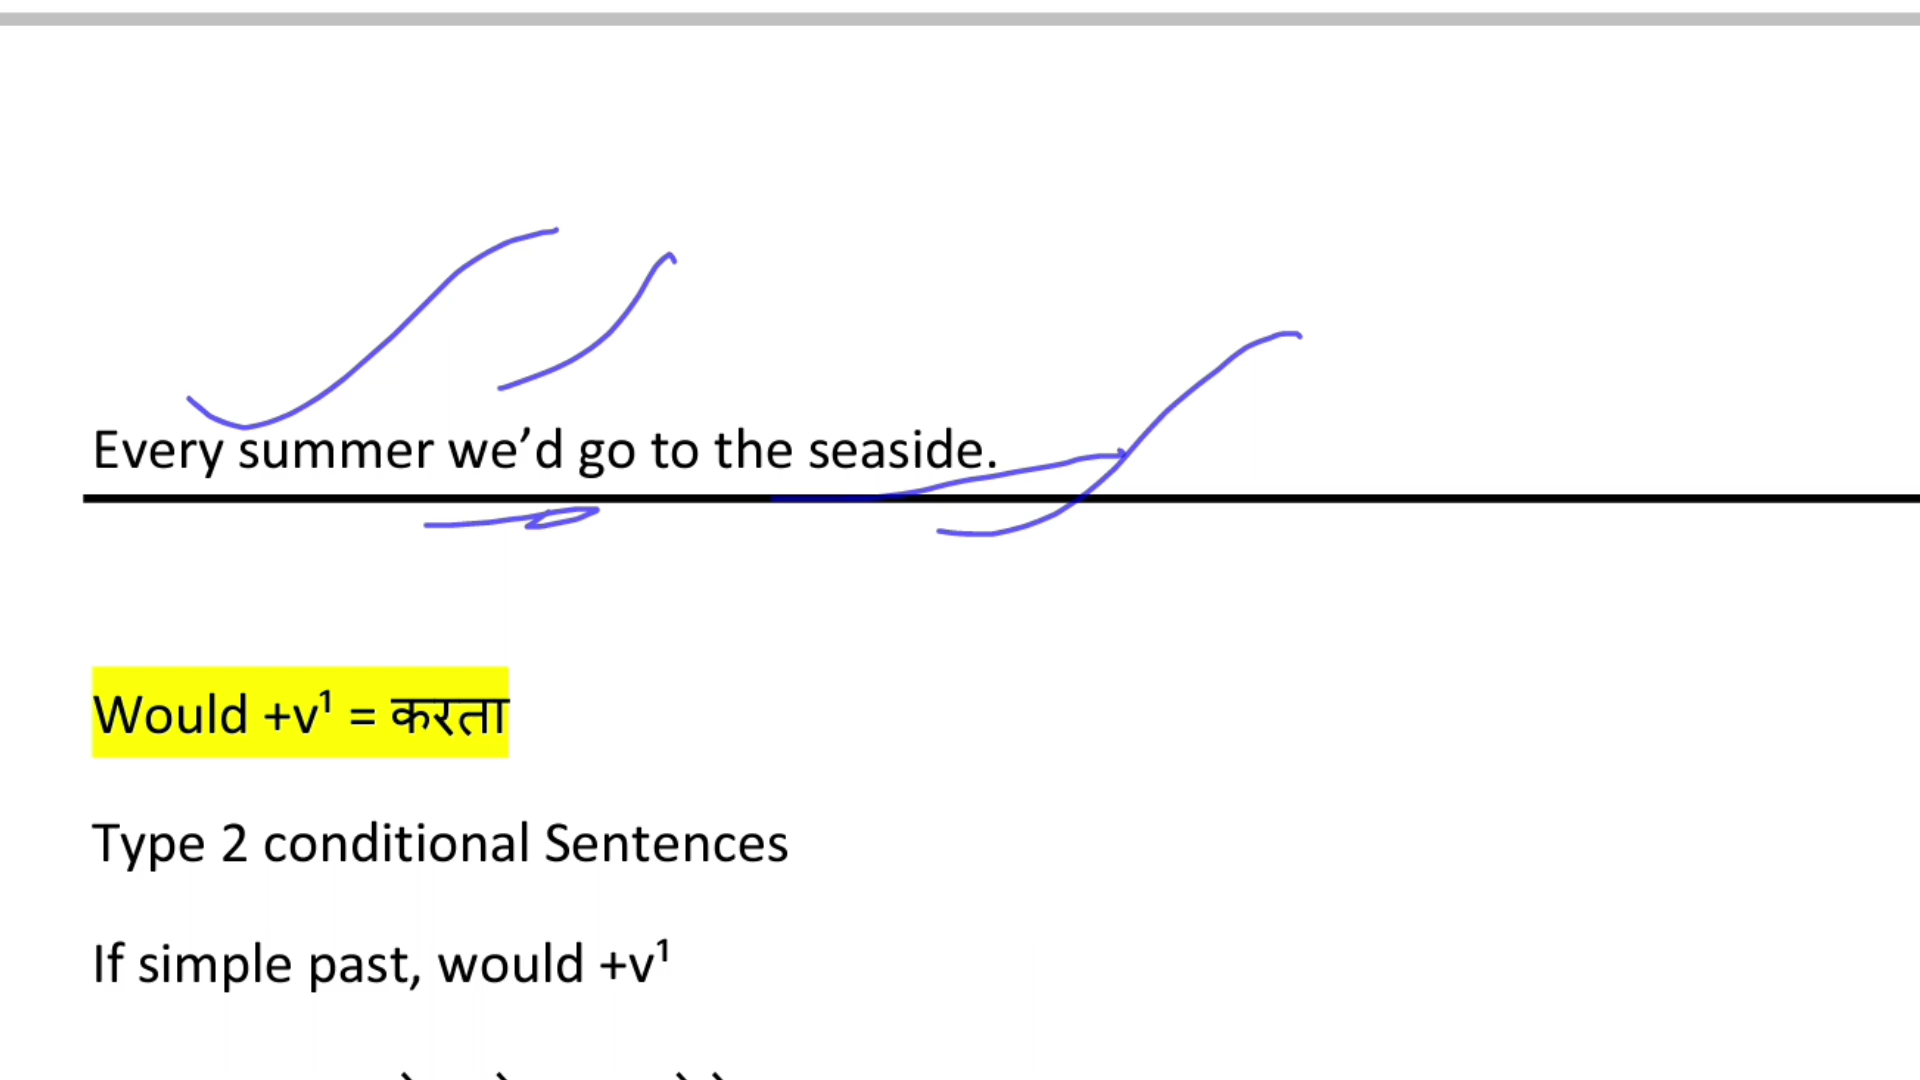 Every summer we’d go to the seaside.
Would +v¹ = करता
Type 2 conditional Sentences
If simple past, would +v¹